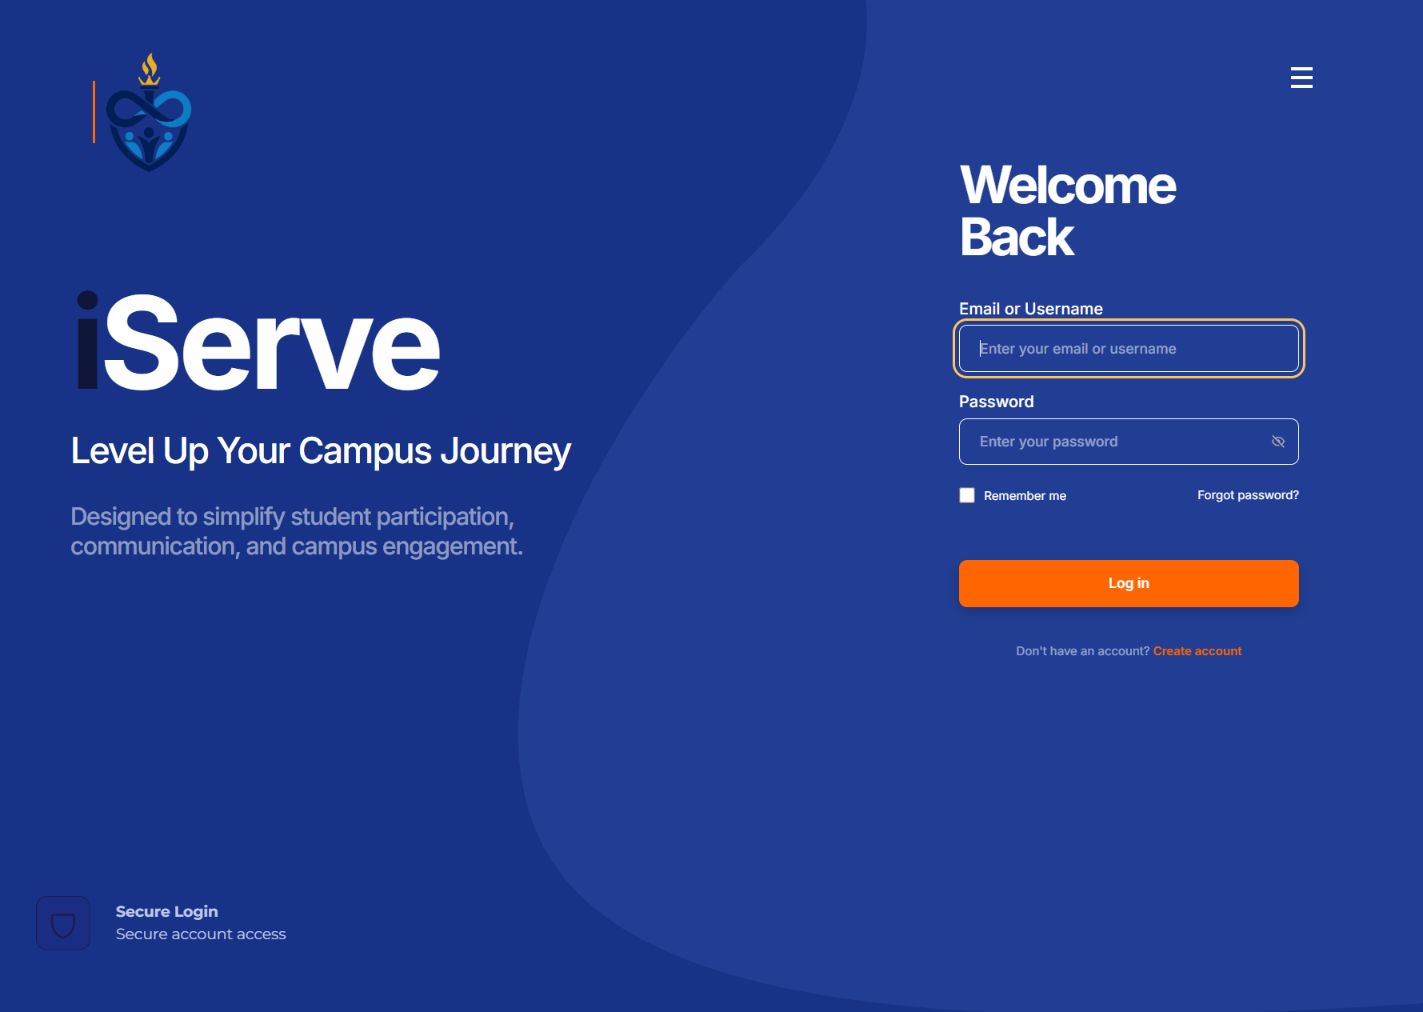 iServe
Level Up Your Campus Journey
Designed to simplify student participation,
communication, and campus engagement.
Secure Login
Secure account access
Welcome
Back
Email or Username
Enter your email or username
Password
Enter your password
Remember me
Forgot password?
Log in
Don't have an account? Create account